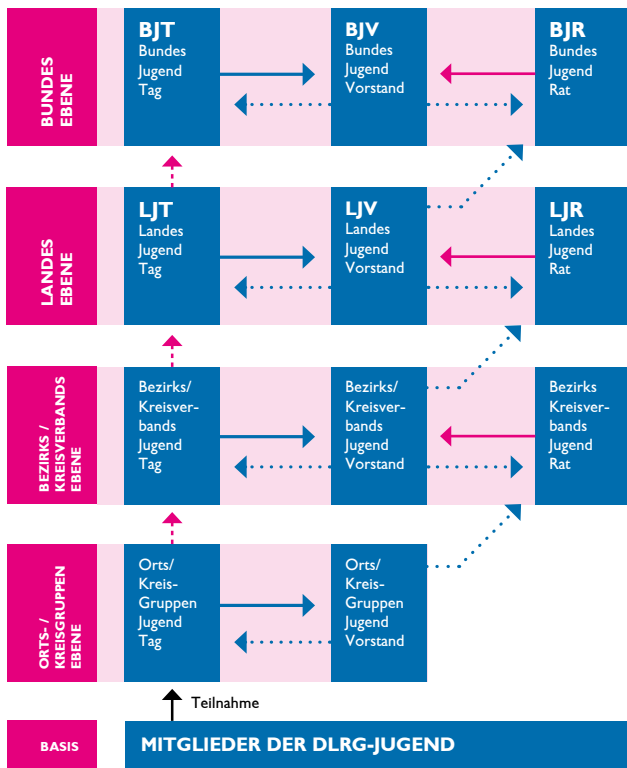 BUNDES
EBENE
BJT
Bundes
Jugend
Tag
BJV
Bundes
Jugend
Vorstand
BJR
Bundes
Jugend
Rat
LANDES
EBENE
LJT
Landes
Jugend
Tag
LJV
Landes
Jugend
Vorstand
LJR
Landes
Jugend
Rat
BEZIRKS /
KREISVERBANDS
EBENE
Bezirks/
Kreisver-
bands
Jugend
Tag
Bezirks/
Kreisver-
bands
Jugend
Vorstand
Bezirks
Kreisver-
bands
Jugend
Rat
ORTS-/
KREISGRUPPEN
EBENE
Orts/
Kreis-
Gruppen
Jugend
Tag
Orts/
Kreis-
Gruppen
Jugend
Vorstand
Teilnahme
BASIS
MITGLIEDER DER DLRG-JUGEND